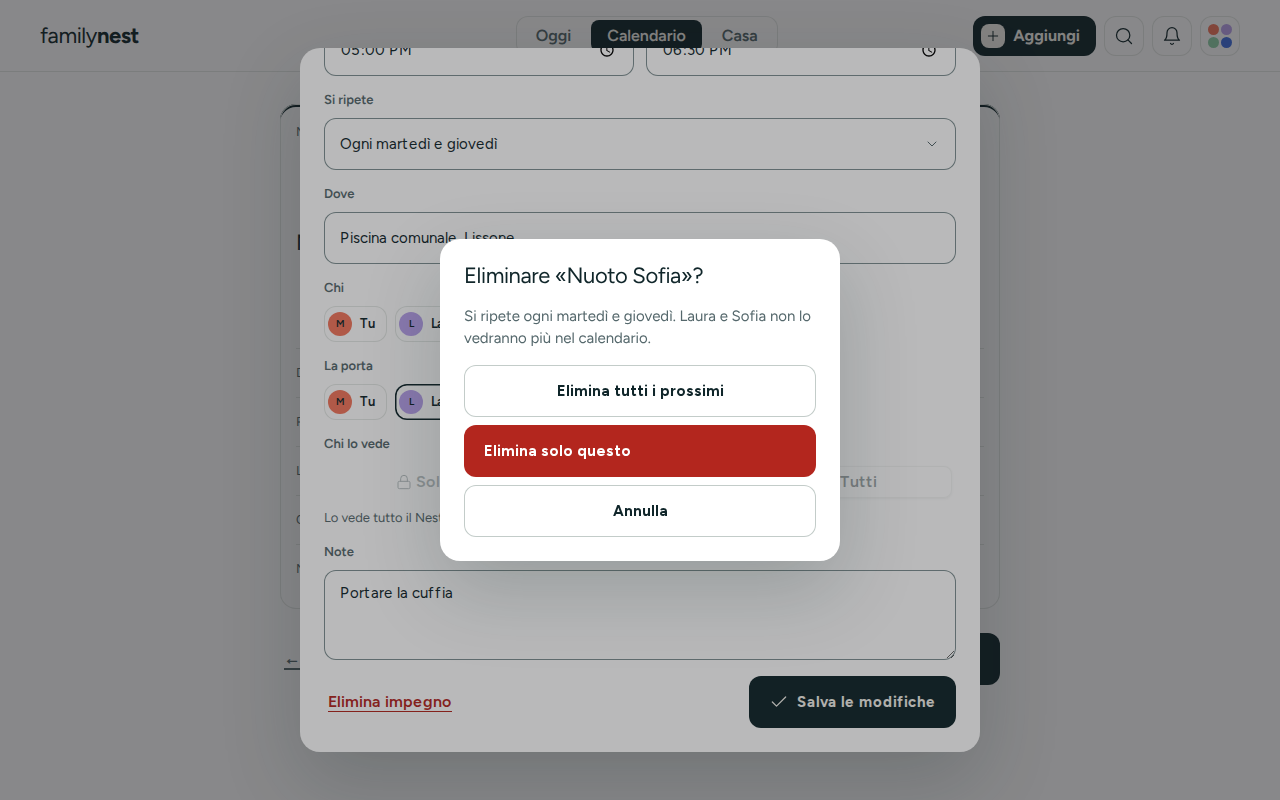 familynest
Oggi
Calendario
Casa
Aggiungi
05:00 PM
06:30 PM
Si ripete
Ogni martedì e giovedì
Dove
Piscina comunale, Lissone
Chi
M Tu
L
La porta
M Tu
L
Chi lo vede
Tutti
Lo vede tutto il Nest
Note
Portare la cuffia
Elimina impegno
Salva le modifiche
Eliminare «Nuoto Sofia»?
Si ripete ogni martedì e giovedì. Laura e Sofia non lo
vedranno più nel calendario.
Elimina tutti i prossimi
Elimina solo questo
Annulla